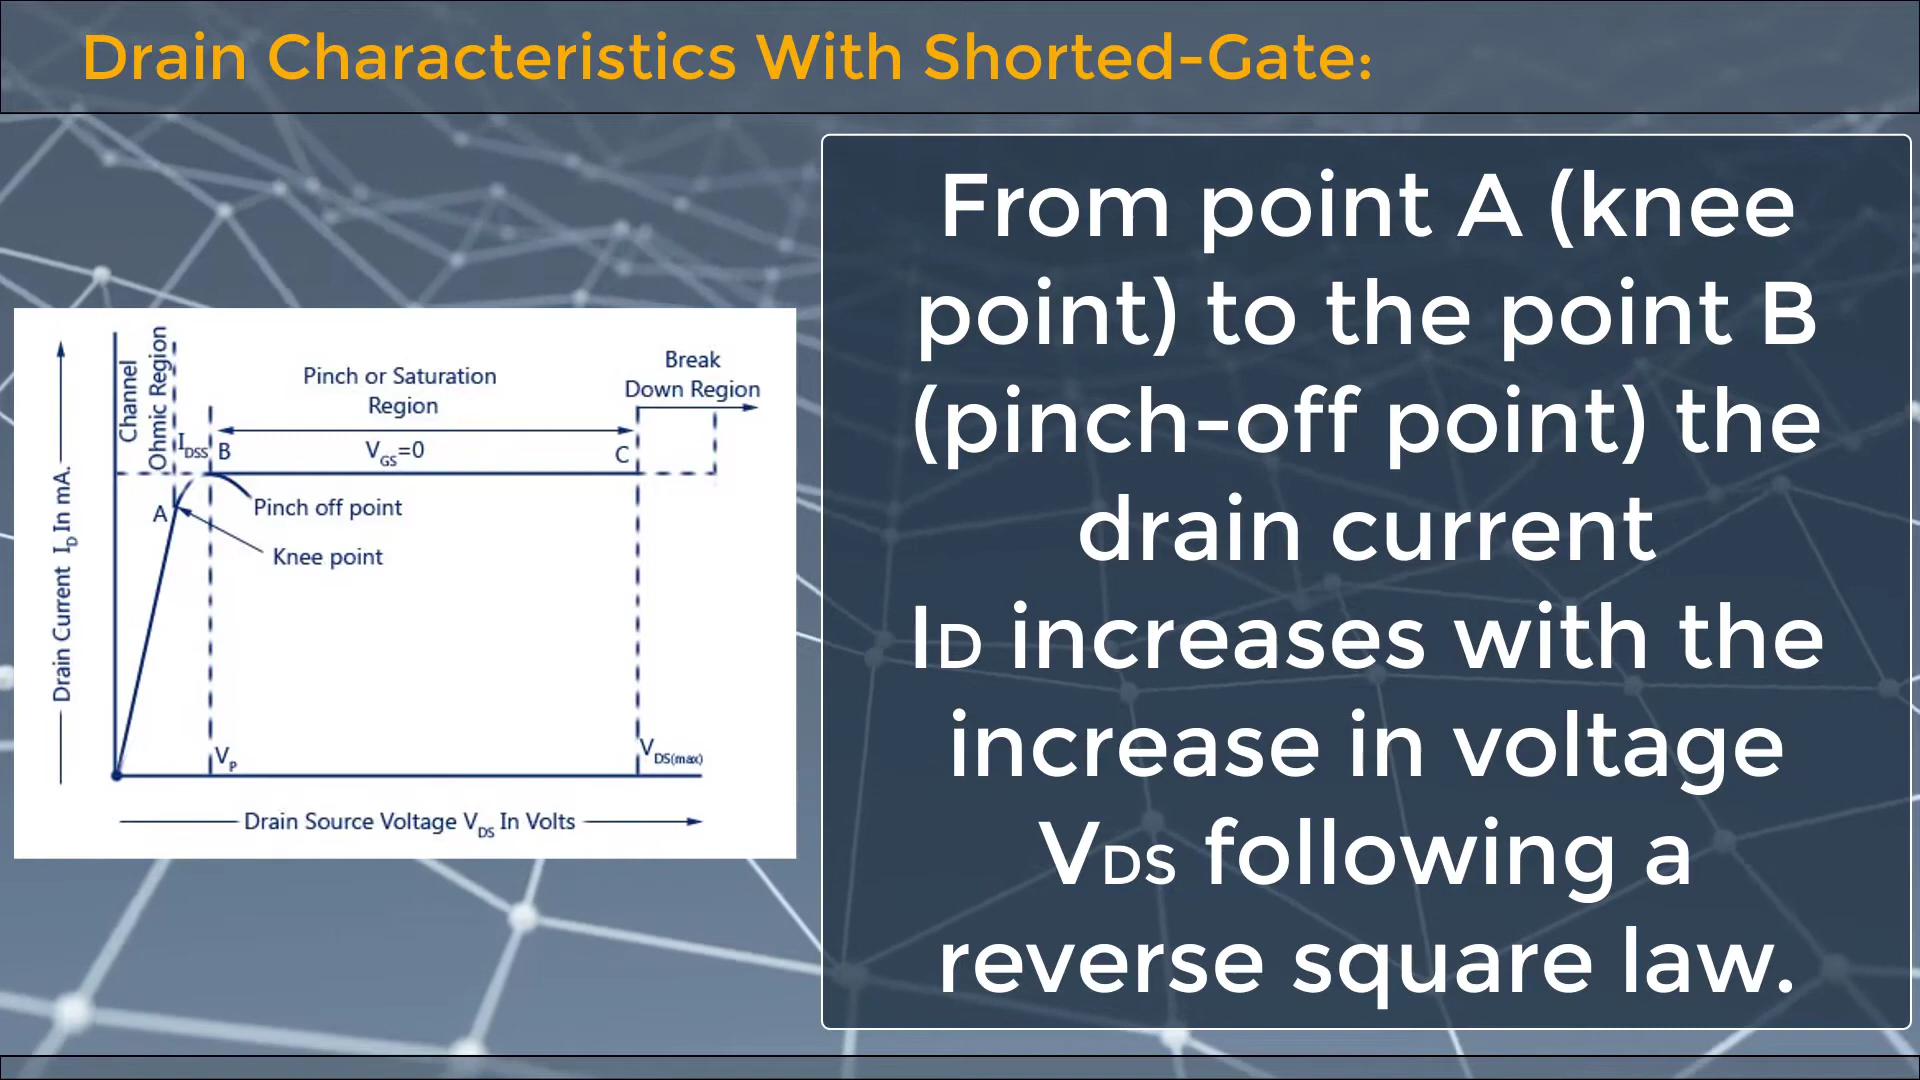 Drain Characteristics With Shorted-Gate:
From point A (knee
point) to the point B
(pinch-off point) the
drain current
ID increases with the
increase in voltage
VDS following a
reverse square law.
Drain Current ID In mA.
Channel
Ohmic Region
Pinch or Saturation
Region
Break
Down Region
IDSS
B
VGS=0
C
A
Pinch off point
Knee point
VP
VDS(max)
Drain Source Voltage VDS In Volts